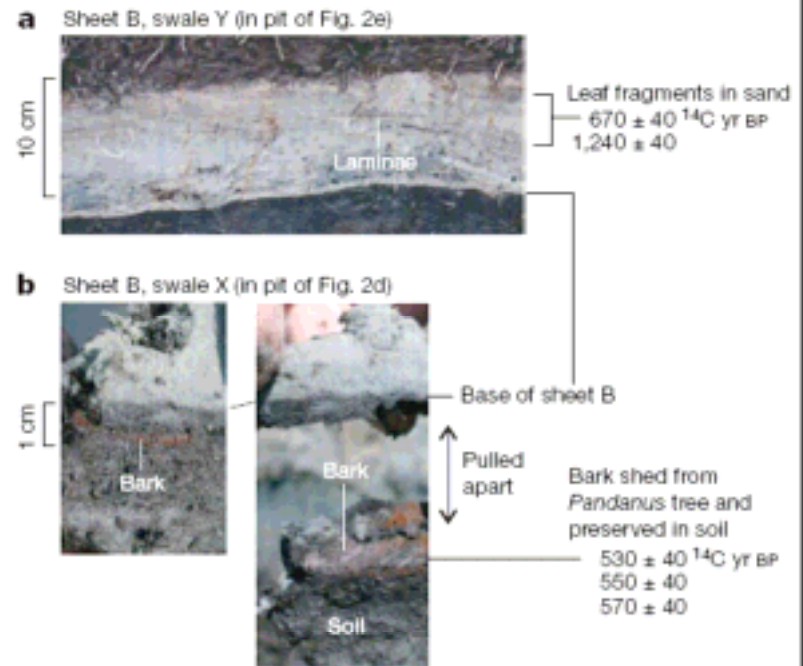 a Sheet B, swale Y (in pit of Fig. 2e)
10 cm
Laminae
Leaf fragments in sand
670 ± 40 ¹⁴C yr BP
1,240 ± 40
b Sheet B, swale X (in pit of Fig. 2d)
1 cm
Bark
Bark
Soil
Base of sheet B
Pulled
apart
Bark shed from
Pandanus tree and
preserved in soil
530 ± 40 ¹⁴C yr BP
550 ± 40
570 ± 40